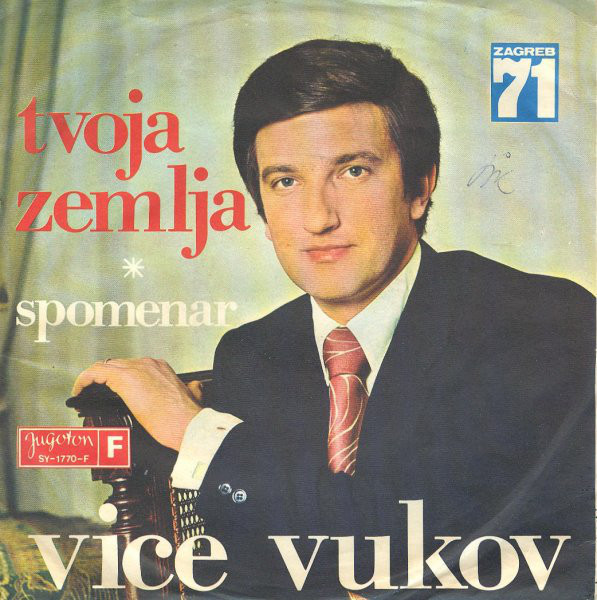 ZAGREB
71
tvoja
zemlja
*
spomenar
Jugoton F
SY-1770-F
vice vukov